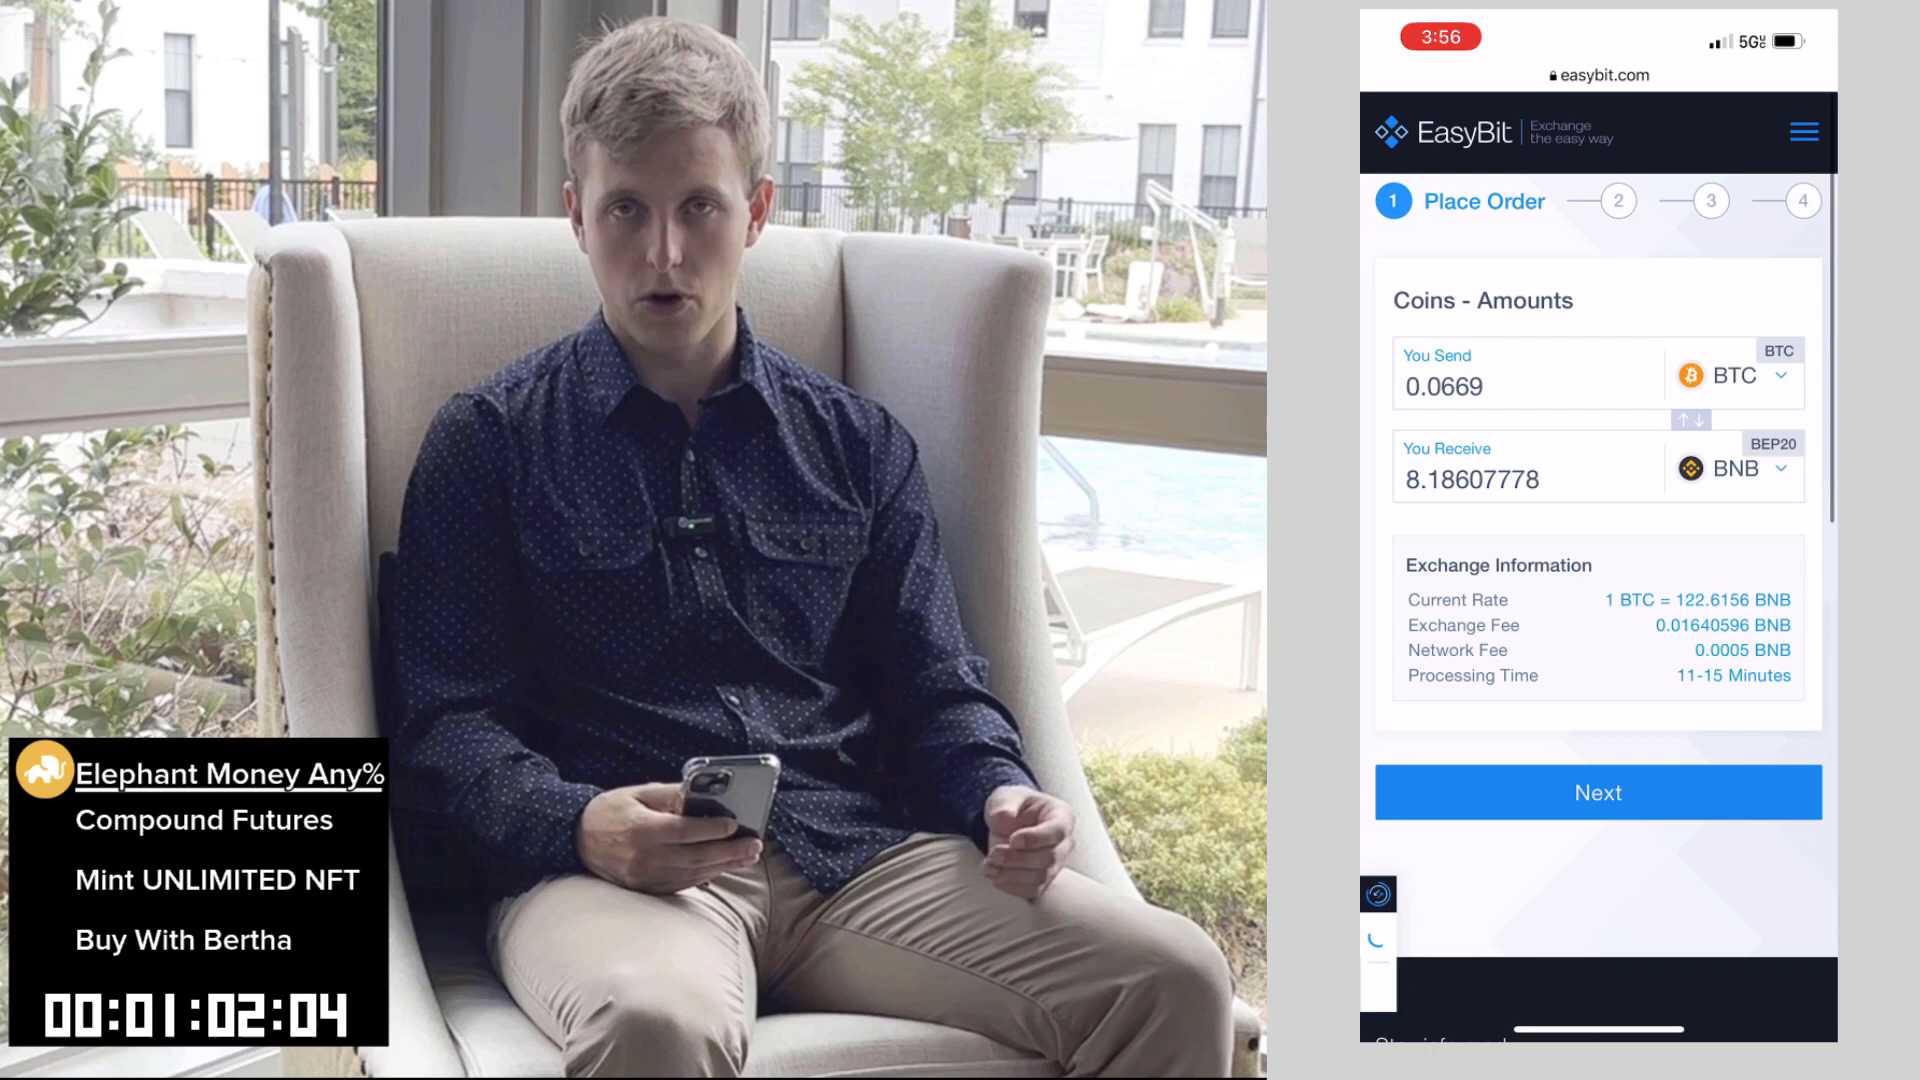 Elephant Money Any%
Compound Futures
Mint UNLIMITED NFT
Buy With Bertha
00:01:02:04
3:56
5G
easybit.com
EasyBit
Exchange
the easy way
1 Place Order 2 3 4
Coins - Amounts
BTC
You Send
0.0669 BTC
BEP20
You Receive
8.18607778 BNB
Exchange Information
Current Rate 1 BTC = 122.6156 BNB
Exchange Fee 0.01640596 BNB
Network Fee 0.0005 BNB
Processing Time 11-15 Minutes
Next